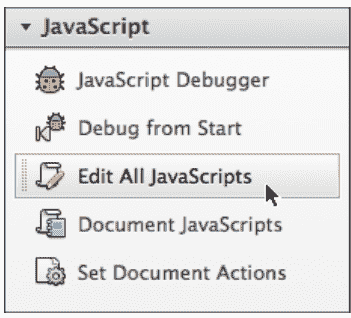 JavaScript
JavaScript Debugger
Debug from Start
Edit All JavaScripts
Document JavaScripts
Set Document Actions